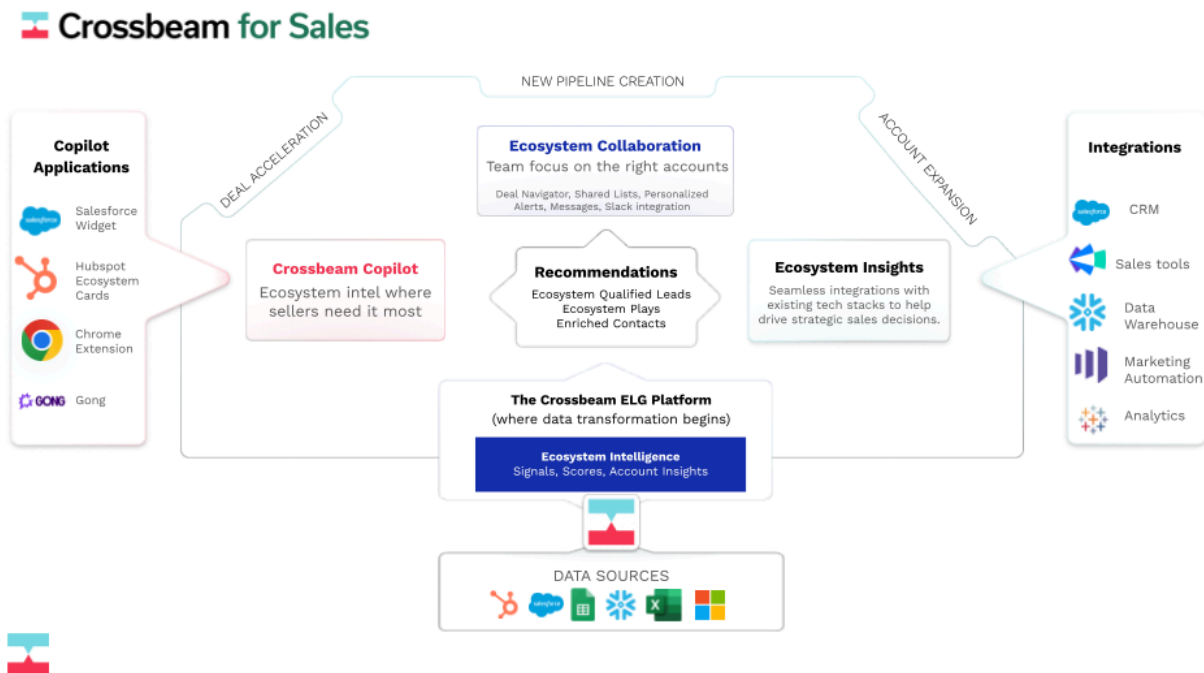 Crossbeam for Sales
NEW PIPELINE CREATION
DEAL ACCELERATION
ACCOUNT EXPANSION
Copilot
Applications
salesforce
Salesforce
Widget
Hubspot
Ecosystem
Cards
Chrome
Extension
GONG Gong
Ecosystem Collaboration
Team focus on the right accounts
Deal Navigator, Shared Lists, Personalized
Alerts, Messages, Slack integration
Crossbeam Copilot
Ecosystem intel where
sellers need it most
Recommendations
Ecosystem Qualified Leads
Ecosystem Plays
Enriched Contacts
Ecosystem Insights
Seamless integrations with
existing tech stacks to help
drive strategic sales decisions.
Integrations
salesforce
CRM
Sales tools
Data
Warehouse
Marketing
Automation
Analytics
The Crossbeam ELG Platform
(where data transformation begins)
Ecosystem Intelligence
Signals, Scores, Account Insights
DATA SOURCES
salesforce
X